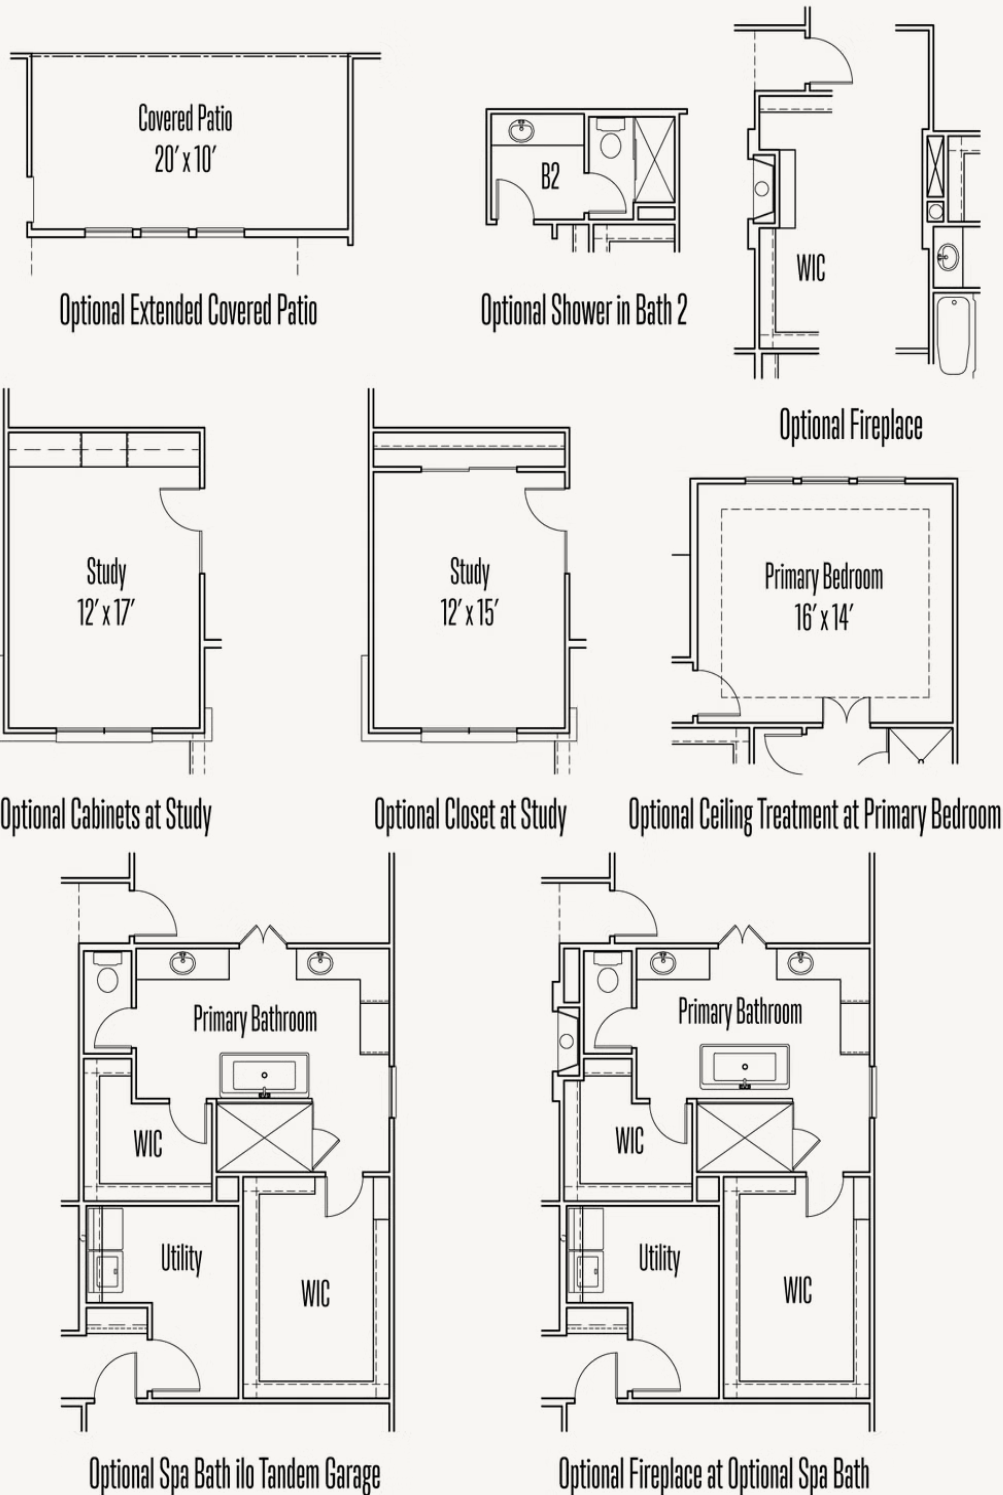 Covered Patio
20' x 10'
Optional Extended Covered Patio
B2
Optional Shower in Bath 2
WIC
Optional Fireplace
Study
12' x 17'
Optional Cabinets at Study
Study
12' x 15'
Optional Closet at Study
Primary Bedroom
16' x 14'
Optional Ceiling Treatment at Primary Bedroom
Primary Bathroom
WIC
Utility
WIC
Optional Spa Bath ilo Tandem Garage
Primary Bathroom
WIC
Utility
WIC
Optional Fireplace at Optional Spa Bath